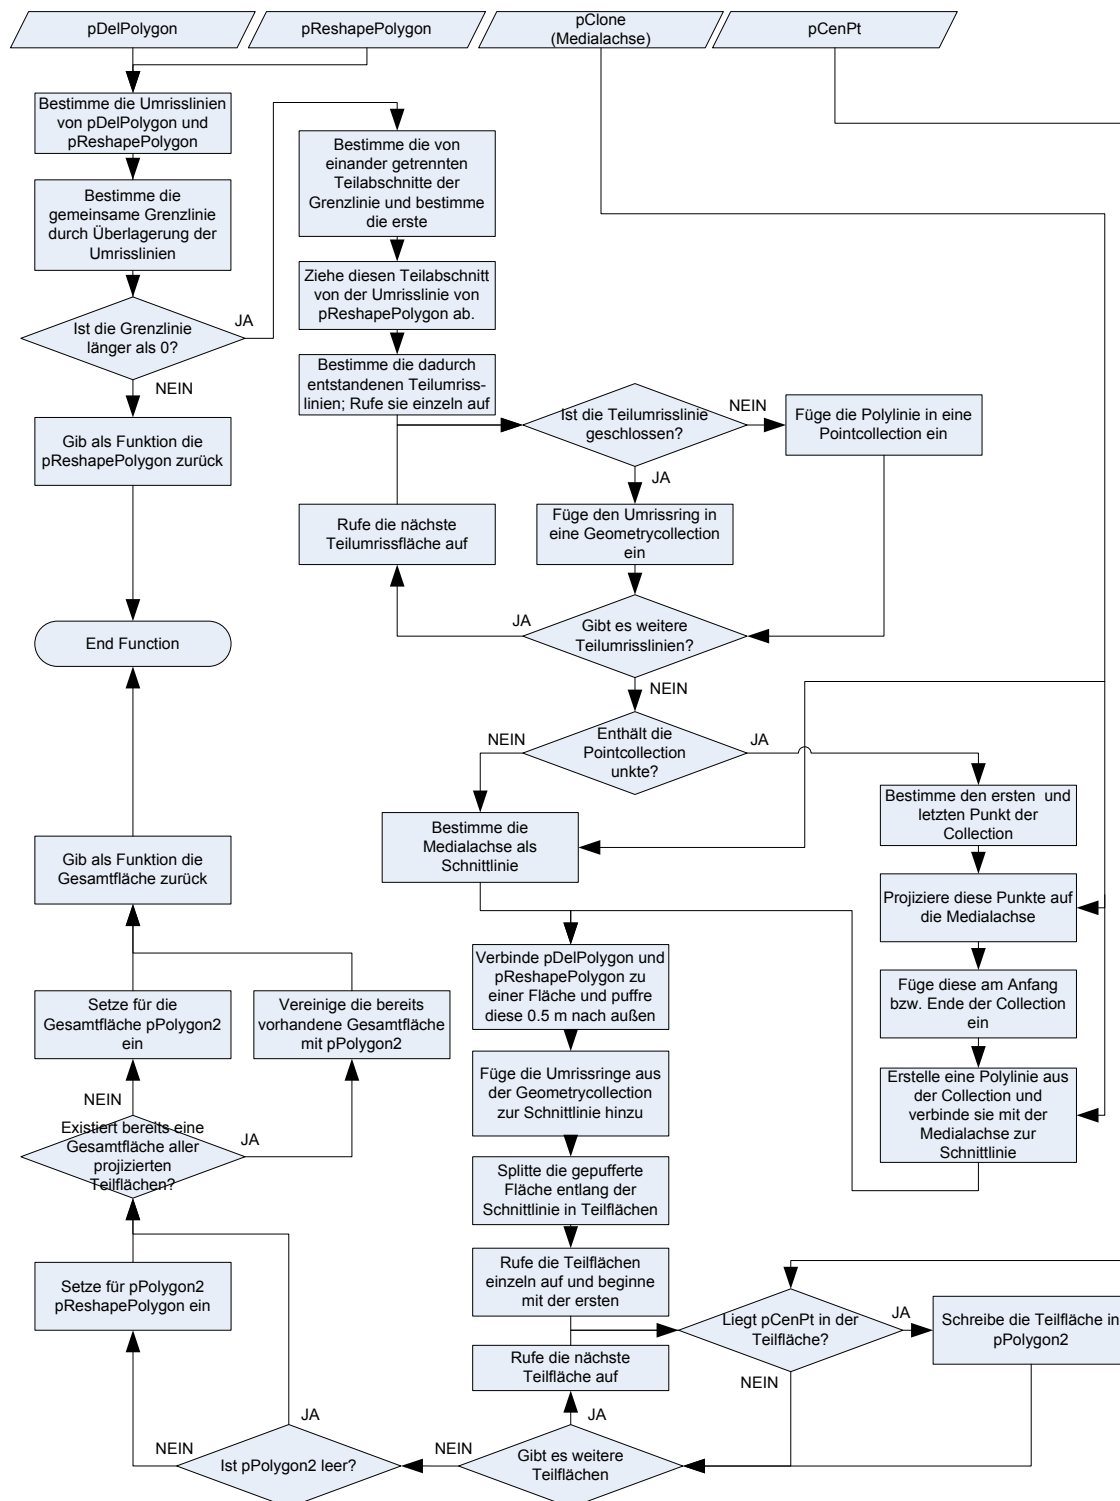 pDelPolygon
pReshapePolygon
pClone
(Medialachse)
pCenPt
Bestimme die Umrisslinien
von pDelPolygon und
pReshapePolygon
Bestimme die
gemeinsame Grenzlinie
durch Überlagerung der
Umrisslinien
Ist die Grenzlinie
länger als 0?
JA
NEIN
Gib als Funktion die
pReshapePolygon zurück
End Function
Bestimme die von
einander getrennten
Teilabschnitte der
Grenzlinie und bestimme
die erste
Ziehe diesen Teilabschnitt
von der Umrisslinie von
pReshapePolygon ab.
Bestimme die dadurch
entstandenen Teilumriss-
linien; Rufe sie einzeln auf
Ist die Teilumrisslinie
geschlossen?
NEIN
Füge die Polylinie in eine
Pointcollection ein
JA
Füge den Umrissring in
eine Geometrycollection
ein
Rufe die nächste
Teilumrissfläche auf
JA
Gibt es weitere
Teilumrisslinien?
NEIN
Enthält die
Pointcollection
unkte?
NEIN
JA
Bestimme die
Medialachse als
Schnittlinie
Bestimme den ersten und
letzten Punkt der
Collection
Projiziere diese Punkte auf
die Medialachse
Füge diese am Anfang
bzw. Ende der Collection
ein
Erstelle eine Polylinie aus
der Collection und
verbinde sie mit der
Medialachse zur
Schnittlinie
Verbinde pDelPolygon und
pReshapePolygon zu
einer Fläche und puffre
diese 0.5 m nach außen
Füge die Umrissringe aus
der Geometrycollection
zur Schnittlinie hinzu
Splitte die gepufferte
Fläche entlang der
Schnittlinie in Teilflächen
Rufe die Teilflächen
einzeln auf und beginne
mit der ersten
Liegt pCenPt in der
Teilfläche?
JA
Schreibe die Teilfläche in
pPolygon2
NEIN
Rufe die nächste
Teilfläche auf
JA
Gibt es weitere
Teilflächen
NEIN
Ist pPolygon2 leer?
JA
NEIN
Setze für pPolygon2
pReshapePolygon ein
Existiert bereits eine
Gesamtfläche aller
projizierten
Teilflächen?
JA
NEIN
Setze für die
Gesamtfläche pPolygon2
ein
Vereinige die bereits
vorhandene Gesamtfläche
mit pPolygon2
Gib als Funktion die
Gesamtfläche zurück